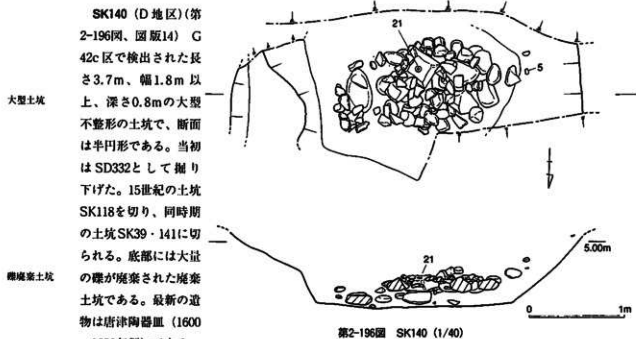 SK140 (D地区)(第
2-196図、図版14) G
42c区で検出された長
さ3.7m、幅1.8m以
上、深さ0.8mの大型
不整形の土坑で、断面
は半円形である。当初
はSD332として掘り
下げた。15世紀の土坑
SK118を切り、同時期
の土坑SK39・141に切
られる。底部には大量
の礫が廃棄された廃棄
土坑である。最新の遺
物は唐津陶器皿(1600
大型土坑
礫廃棄土坑
21
5
21
5.00m
0 1m
第2-196図 SK140 (1/40)